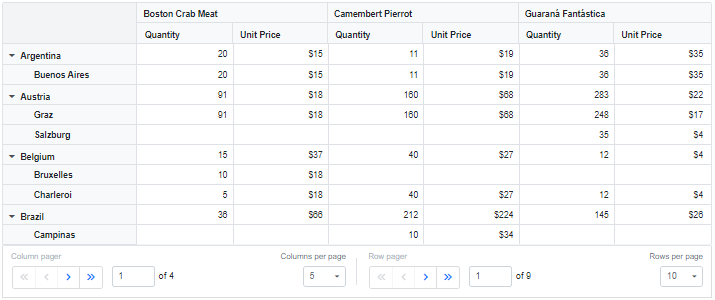 Boston Crab Meat Camembert Pierrot Guaraná Fantástica
Quantity Unit Price Quantity Unit Price Quantity Unit Price
Argentina 20 $15 11 $19 36 $35
Buenos Aires 20 $15 11 $19 36 $35
Austria 91 $18 160 $68 283 $22
Graz 91 $18 160 $68 248 $17
Salzburg 35 $4
Belgium 15 $37 40 $27 12 $4
Bruxelles 10 $18
Charleroi 5 $18 40 $27 12 $4
Brazil 36 $66 212 $224 145 $26
Campinas 10 $34
Column pager Columns per page Row pager Rows per page
1 of 4 5 1 of 9 10